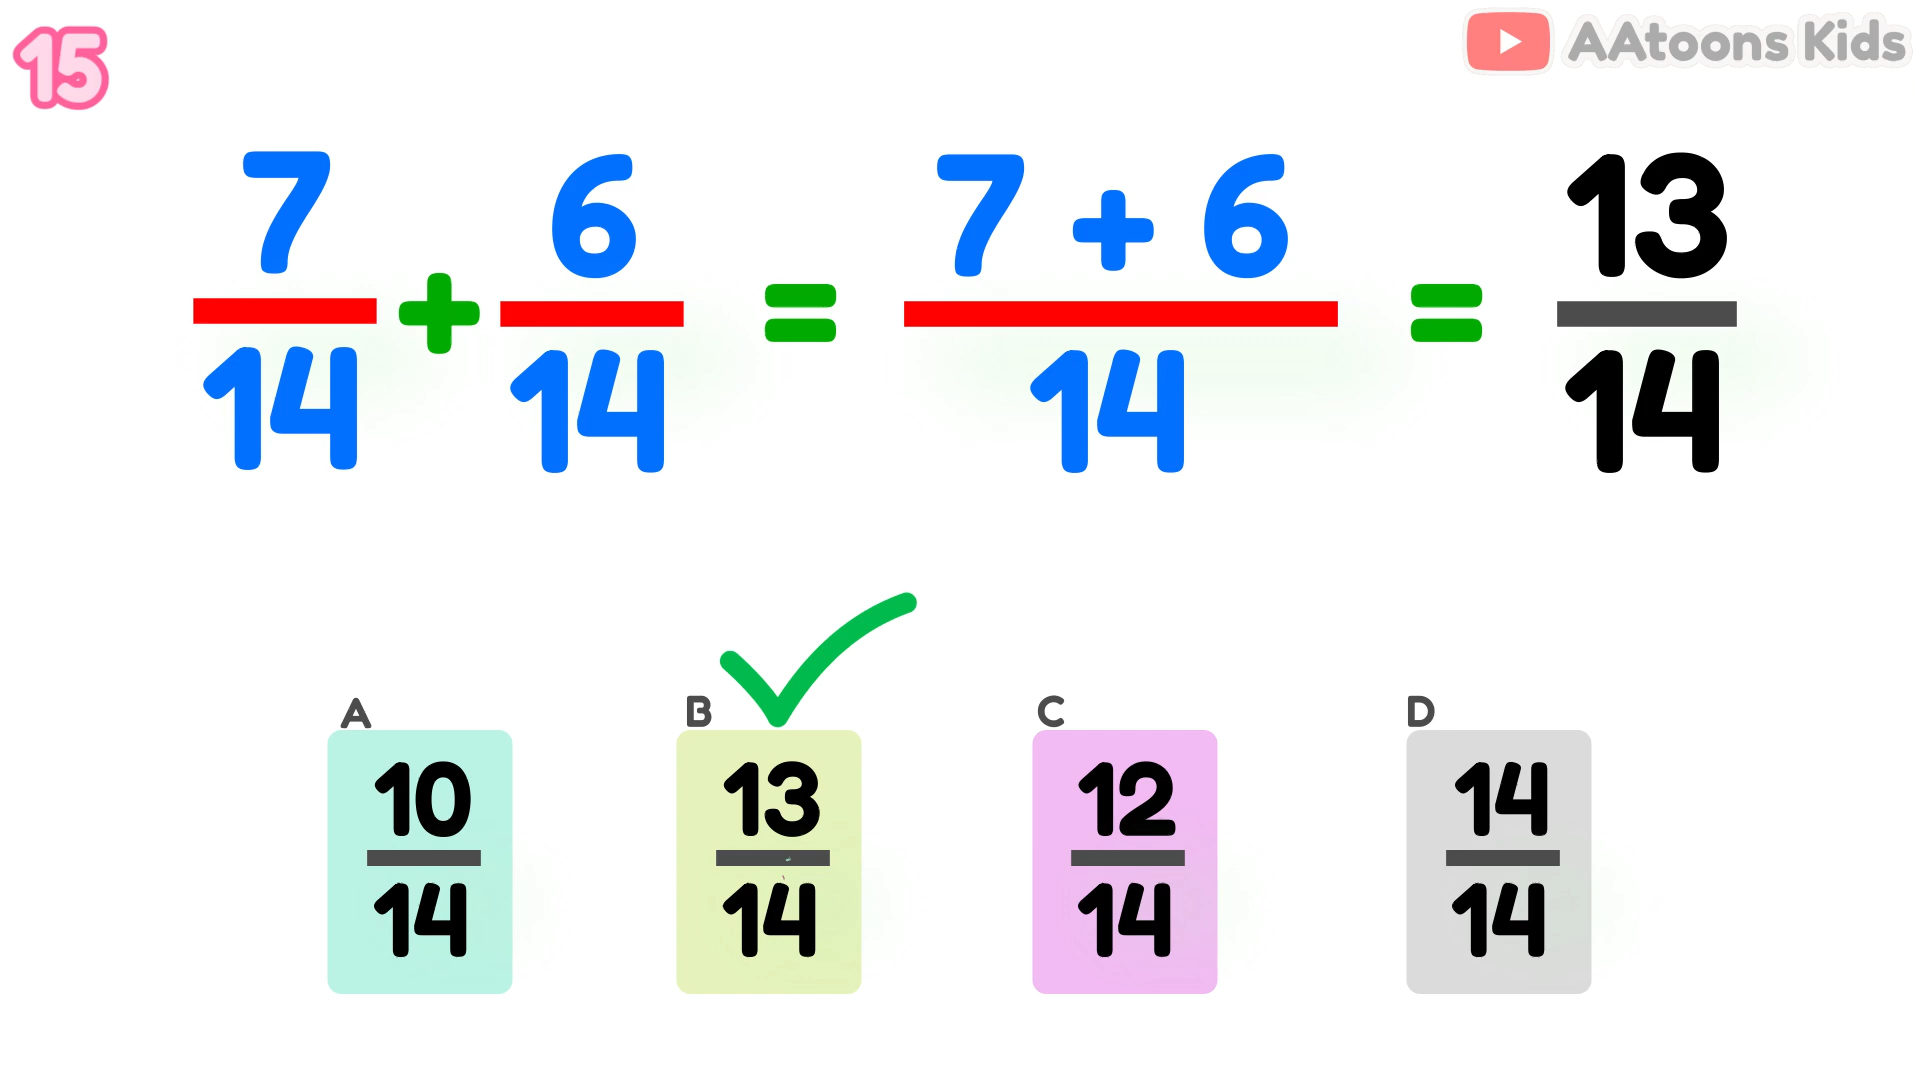 15
AAtoons Kids
7/14 + 6/14 = 7 + 6/14 = 13/14
A
10/14
B
13/14
C
12/14
D
14/14